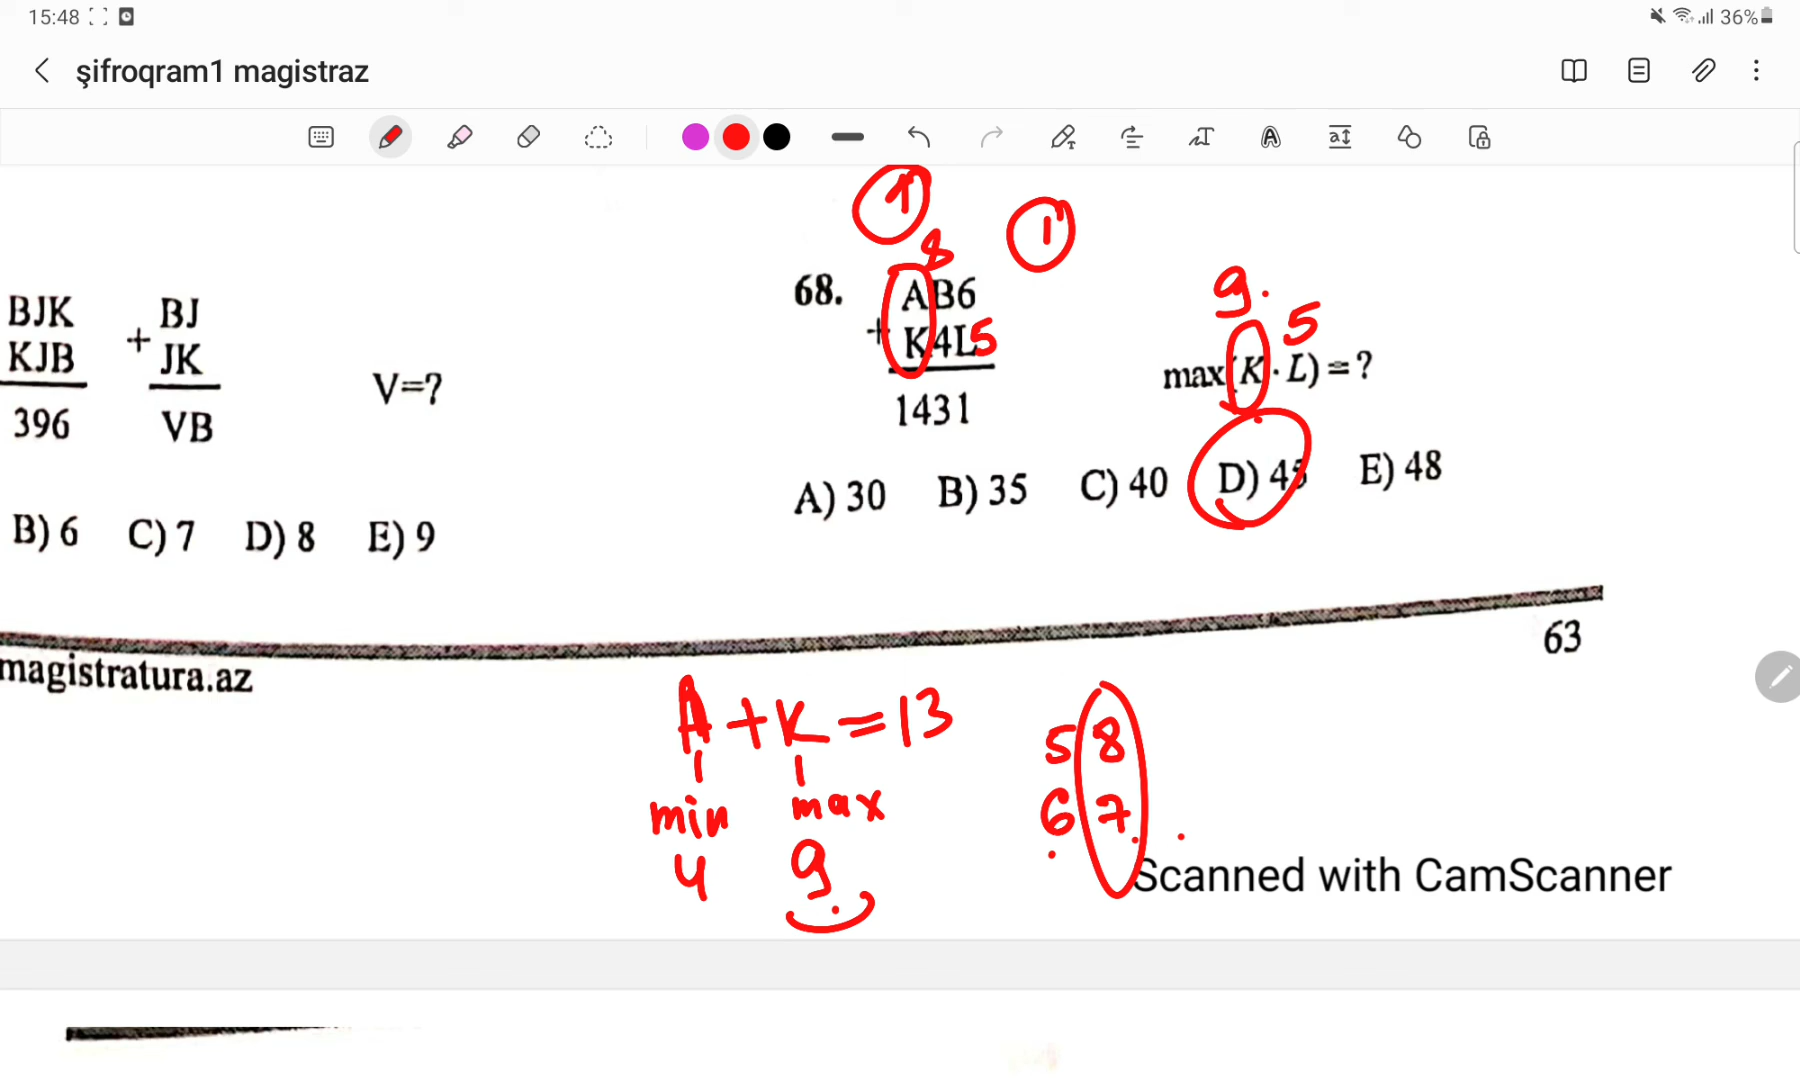 15:48 36%
şifroqram1 magistraz
1 1
8
68. AB6
+ K4L5
1431
9. 5
max(K · L) = ?
A) 30 B) 35 C) 40 D) 45 E) 48
BJK
KJB
396
BJ
+ JK
VB
V=?
B) 6 C) 7 D) 8 E) 9
63
magistratura.az
A + K = 13
min max
4 9
5 8
6 7
Scanned with CamScanner